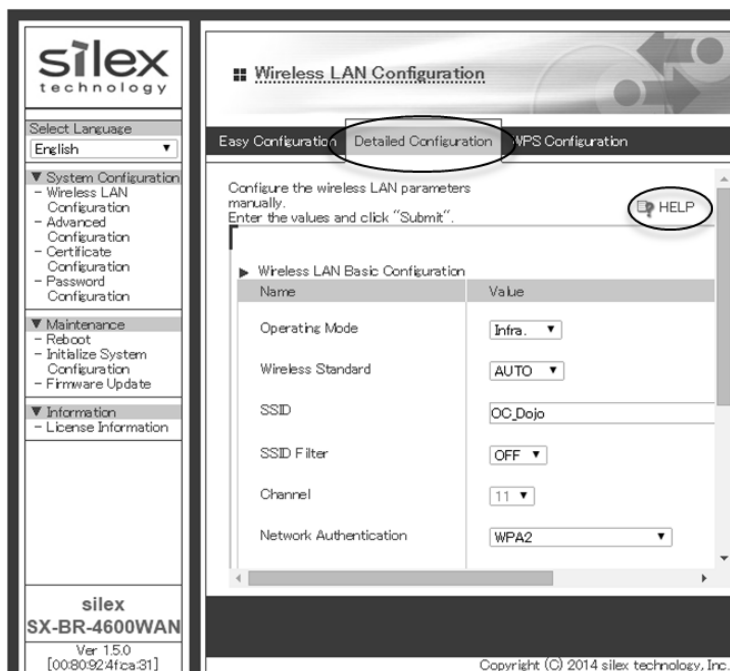 silex
technology
Select Language
English
System Configuration
- Wireless LAN
Configuration
- Advanced
Configuration
- Certificate
Configuration
- Password
Configuration
Maintenance
- Reboot
- Initialize System
Configuration
- Firmware Update
Information
- License Information
silex
SX-BR-4600WAN
Ver 1.5.0
[00:80:92:4f:ca:31]
Wireless LAN Configuration
Easy Configuration
Detailed Configuration
WPS Configuration
Configure the wireless LAN parameters
manually.
Enter the values and click "Submit".
HELP
Wireless LAN Basic Configuration
Name Value
Operating Mode Infra.
Wireless Standard AUTO
SSID OC_Dojo
SSID Filter OFF
Channel 11
Network Authentication WPA2
Copyright (C) 2014 silex technology, Inc.